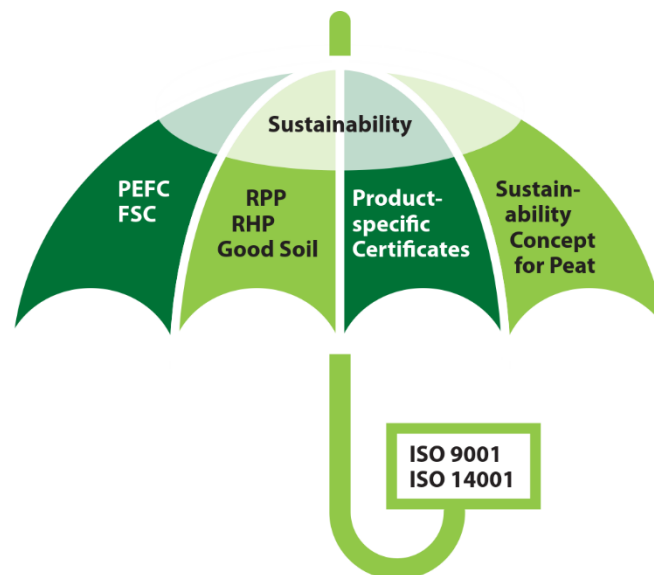 Sustainability
PEFC
FSC
RPP
RHP
Good Soil
Product-
specific
Certificates
Sustain-
ability
Concept
for Peat
ISO 9001
ISO 14001